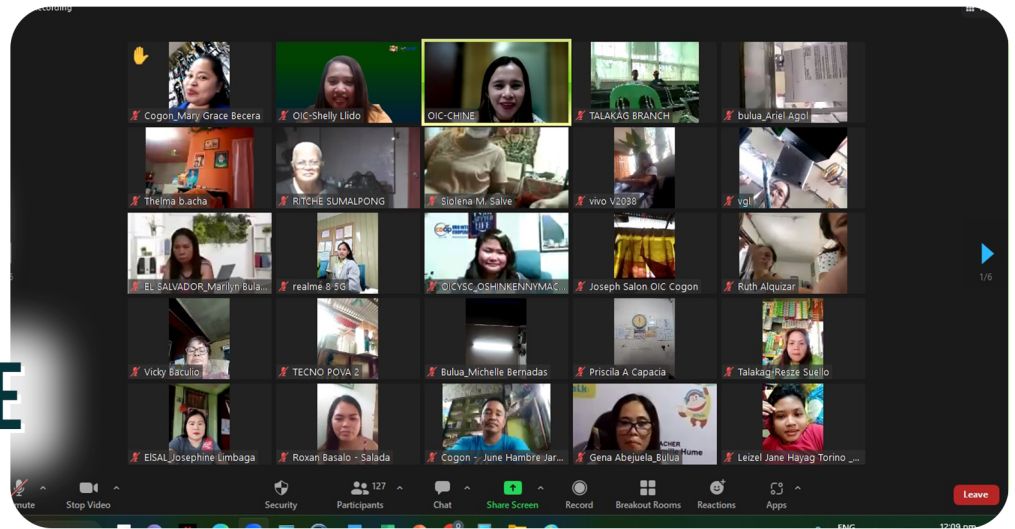 ecording
Cogon_Mary Grace Becera
OIC-Shelly Llido
OIC-CHINE
TALAKAG BRANCH
bulua_Ariel Agol
Thelma b.acha
RITCHE SUMALPONG
Siolena M. Salve
vivo V2038
vgl
EL SALVADOR_Marilyn Bula...
realme 8 5G
OICYSC_OSHINKENNYMAC...
Joseph Salon OIC Cogon
Ruth Alquizar
1/6
Vicky Baculio
TECNO POVA 2
Bulua_Michelle Bernadas
Priscila A Capacia
Talakag-Resze Suello
E
ElSAL_Josephine Limbaga
Roxan Basalo - Salada
Cogon - June Hambre Jar...
Gena Abejuela_Bulua
Leizel Jane Hayag Torino _...
mute
Stop Video
Security
Participants
127
Chat
Share Screen
Record
Breakout Rooms
Reactions
Apps
Leave
ENG
12:09 pm